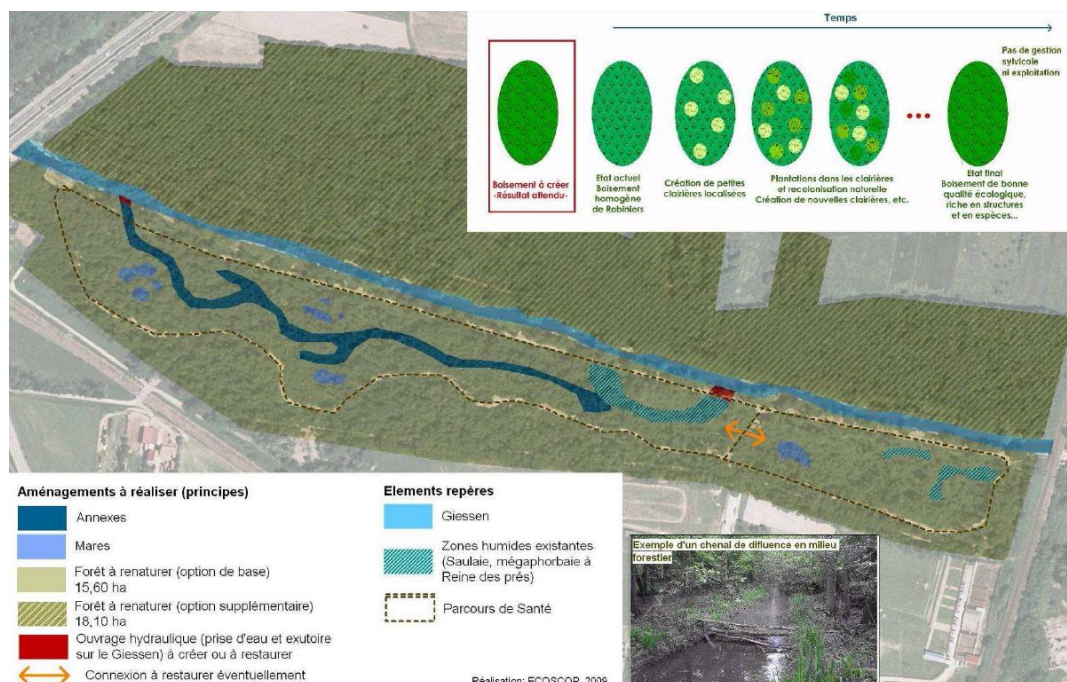 Temps
Pas de gestion
sylvicole
ni exploitation
Boisement à créer
-Résultat attendu-
Etat actuel
Boisement
homogène
de Robiniers
Création de petites
clairières localisées
Plantations dans les clairières
et recolonisation naturelle
Création de nouvelles clairières, etc.
Etat final
Boisement de bonne
qualité écologique,
riche en structures
et en espèces...
Aménagements à réaliser (principes)
Annexes
Mares
Forêt à renaturer (option de base)
15,60 ha
Forêt à renaturer (option supplémentaire)
18,10 ha
Ouvrage hydraulique (prise d'eau et exutoire
sur le Giessen) à créer ou à restaurer
Connexion à restaurer éventuellement
Elements repères
Giessen
Zones humides existantes
(Saulaie, mégaphorbaie à
Reine des prés)
Parcours de Santé
Réalisation: ECOSCOP, 2009
Exemple d'un chenal de difluence en milieu
forestier